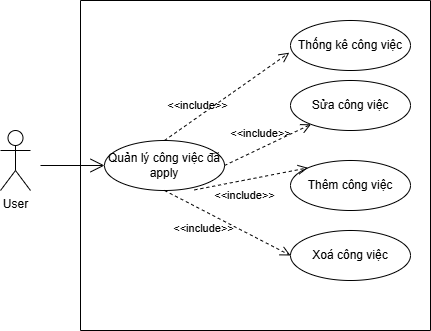 Thống kê công việc
<<include>>
Sửa công việc
<<include>>
Quản lý công việc đã
apply
Thêm công việc
<<include>>
User
<<include>>
Xoá công việc